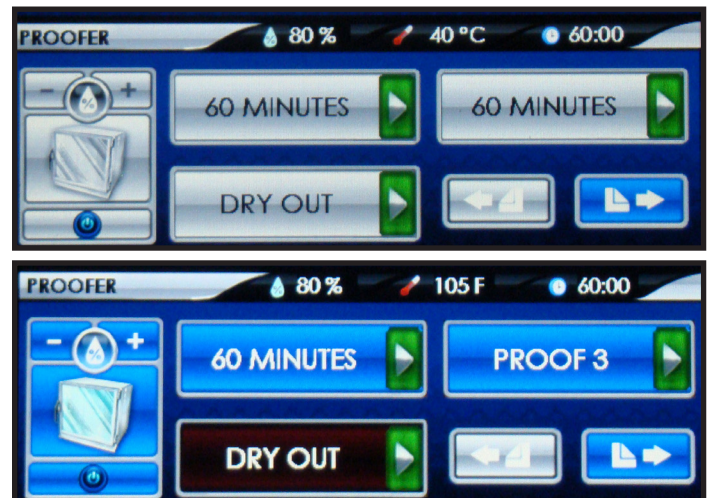 PROOFER 80 % 40 °C 60:00
- % +
60 MINUTES 60 MINUTES
DRY OUT
PROOFER 80 % 105 F 60:00
- % +
60 MINUTES PROOF 3
DRY OUT